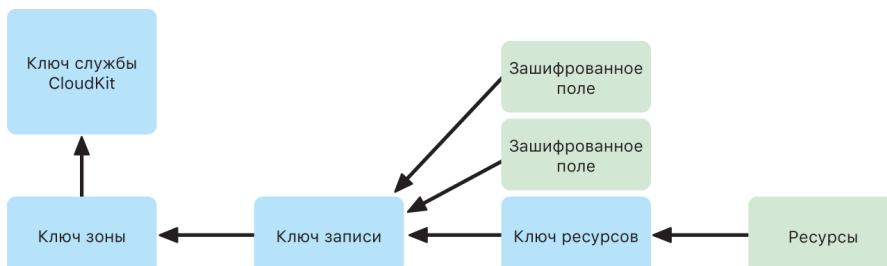 Ключ службы
CloudKit
Зашифрованное
поле
Зашифрованное
поле
Ключ зоны
Ключ записи
Ключ ресурсов
Ресурсы